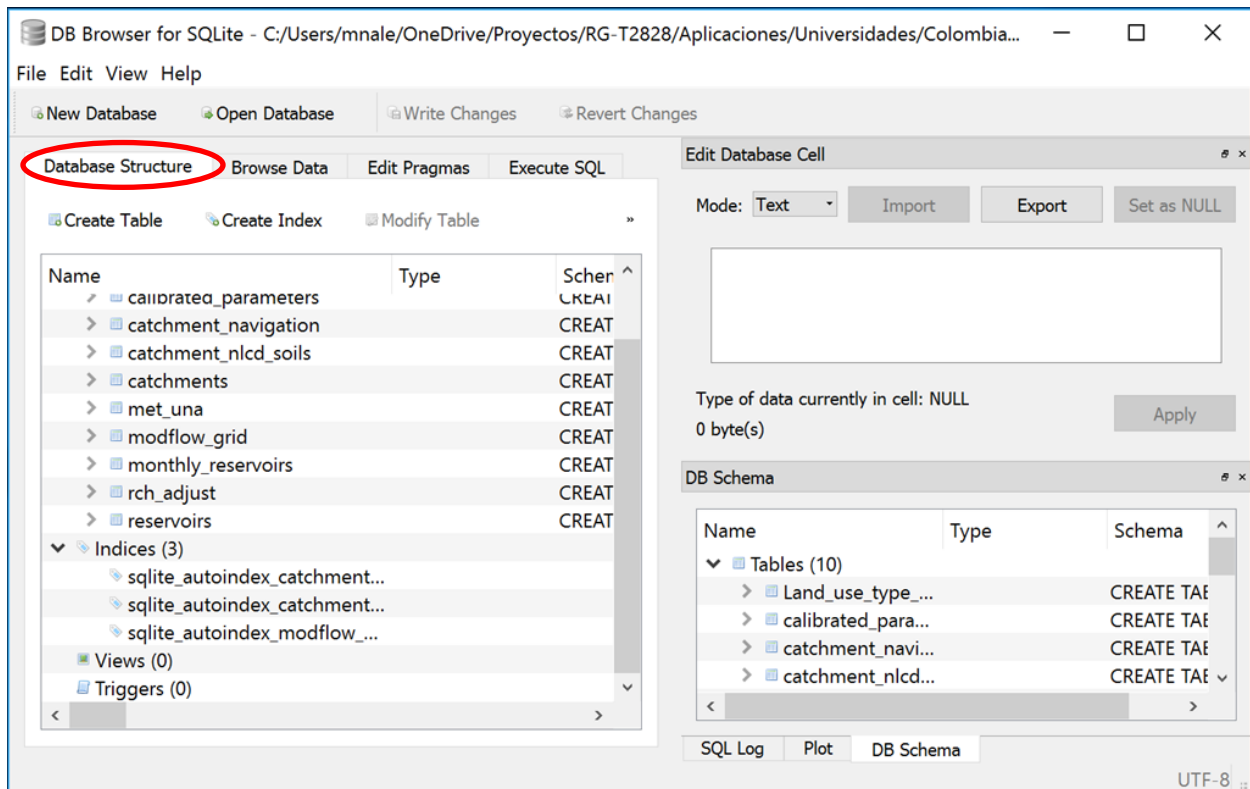 DB Browser for SQLite - C:/Users/mnale/OneDrive/Proyectos/RG-T2828/Aplicaciones/Universidades/Colombia...
File Edit View Help
New Database Open Database Write Changes Revert Changes
Database Structure Browse Data Edit Pragmas Execute SQL
Create Table Create Index Modify Table »
Name Type Schem
calibrated_parameters CREAT
catchment_navigation CREAT
catchment_nlcd_soils CREAT
catchments CREAT
met_una CREAT
modflow_grid CREAT
monthly_reservoirs CREAT
rch_adjust CREAT
reservoirs CREAT
Indices (3)
sqlite_autoindex_catchment...
sqlite_autoindex_catchment...
sqlite_autoindex_modflow_...
Views (0)
Triggers (0)
Edit Database Cell
Mode: Text Import Export Set as NULL
Type of data currently in cell: NULL
0 byte(s)
Apply
DB Schema
Name Type Schema
Tables (10)
Land_use_type_... CREATE TAB
calibrated_para... CREATE TAB
catchment_navi... CREATE TAB
catchment_nlcd... CREATE TAB
SQL Log Plot DB Schema
UTF-8